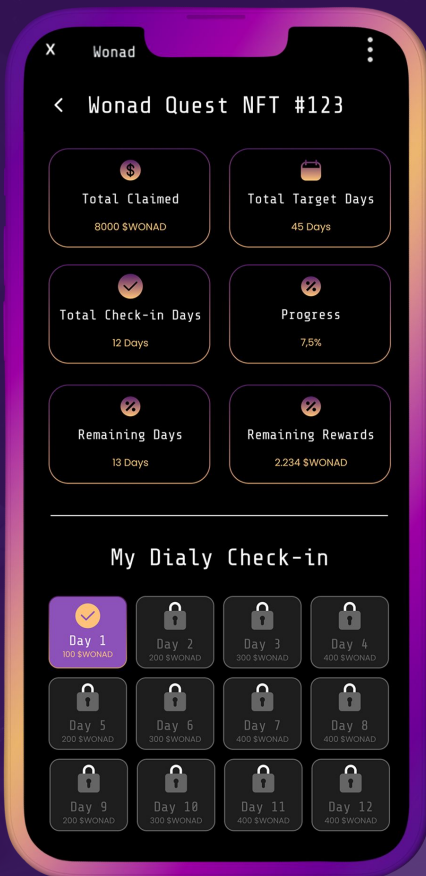 X Wonad
< Wonad Quest NFT #123
$
Total Claimed
8000 $WONAD
Total Target Days
45 Days
Total Check-in Days
12 Days
%
Progress
7,5%
%
Remaining Days
13 Days
%
Remaining Rewards
2.234 $WONAD
My Dialy Check-in
Day 1
100 $WONAD
Day 2
200 $WONAD
Day 3
300 $WONAD
Day 4
400 $WONAD
Day 5
200 $WONAD
Day 6
300 $WONAD
Day 7
400 $WONAD
Day 8
400 $WONAD
Day 9
200 $WONAD
Day 10
300 $WONAD
Day 11
400 $WONAD
Day 12
400 $WONAD